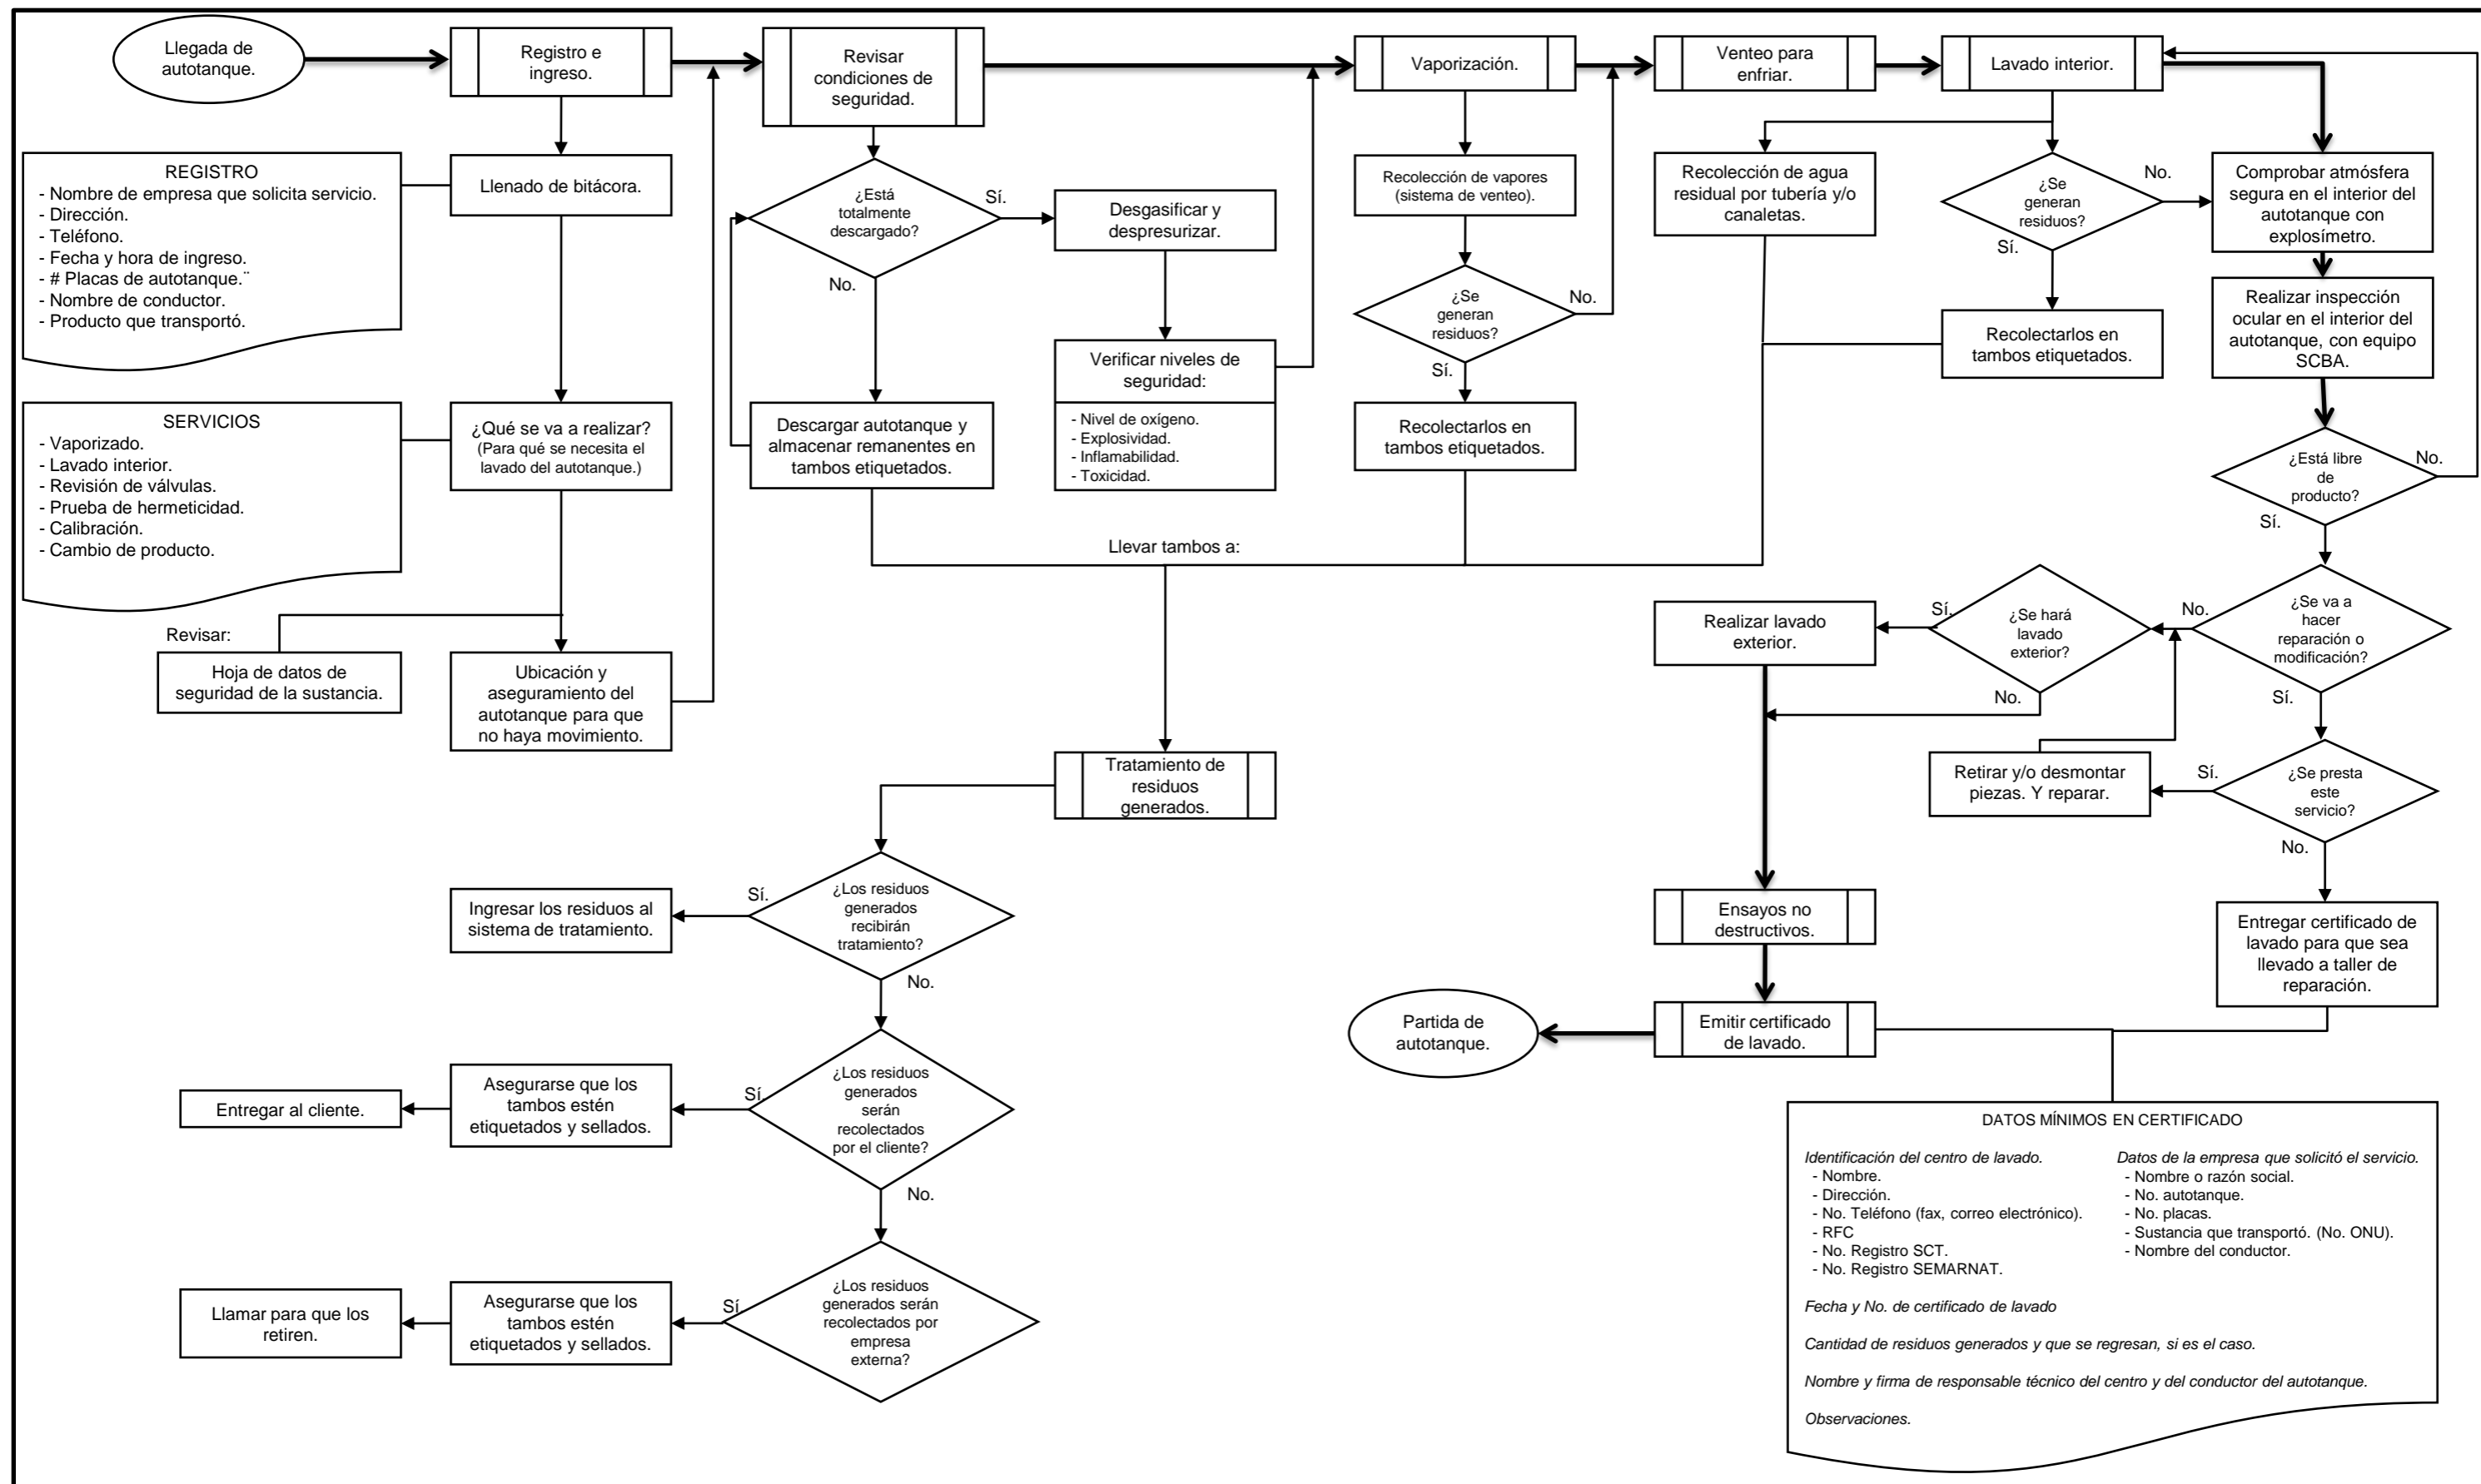 Llegada de
autotanque.
Registro e
ingreso.
Revisar
condiciones de
seguridad.
Vaporización.
Venteo para
enfriar.
Lavado interior.
REGISTRO
- Nombre de empresa que solicita servicio.
- Dirección.
- Teléfono.
- Fecha y hora de ingreso.
- # Placas de autotanque.¨
- Nombre de conductor.
- Producto que transportó.
Llenado de bitácora.
¿Está
totalmente
descargado?
Sí.
No.
Desgasificar y
despresurizar.
Recolección de vapores
(sistema de venteo).
Recolección de agua
residual por tubería y/o
canaletas.
¿Se
generan
residuos?
No.
Sí.
Comprobar atmósfera
segura en el interior del
autotanque con
explosímetro.
¿Se
generan
residuos?
No.
Sí.
Realizar inspección
ocular en el interior del
autotanque, con equipo
SCBA.
Recolectarlos en
tambos etiquetados.
Verificar niveles de
seguridad:
- Nivel de oxígeno.
- Explosividad.
- Inflamabilidad.
- Toxicidad.
SERVICIOS
- Vaporizado.
- Lavado interior.
- Revisión de válvulas.
- Prueba de hermeticidad.
- Calibración.
- Cambio de producto.
¿Qué se va a realizar?
(Para qué se necesita el
lavado del autotanque.)
Descargar autotanque y
almacenar remanentes en
tambos etiquetados.
Recolectarlos en
tambos etiquetados.
¿Está libre
de
producto?
No.
Sí.
Llevar tambos a:
Revisar:
Hoja de datos de
seguridad de la sustancia.
Ubicación y
aseguramiento del
autotanque para que
no haya movimiento.
Realizar lavado
exterior.
Sí.
¿Se hará
lavado
exterior?
No.
No.
¿Se va a
hacer
reparación o
modificación?
Sí.
Tratamiento de
residuos
generados.
Retirar y/o desmontar
piezas. Y reparar.
Sí.
¿Se presta
este
servicio?
No.
Ingresar los residuos al
sistema de tratamiento.
Sí.
¿Los residuos
generados
recibirán
tratamiento?
No.
Ensayos no
destructivos.
Entregar certificado de
lavado para que sea
llevado a taller de
reparación.
Partida de
autotanque.
Emitir certificado
de lavado.
Entregar al cliente.
Asegurarse que los
tambos estén
etiquetados y sellados.
Sí.
¿Los residuos
generados
serán
recolectados
por el cliente?
No.
Llamar para que los
retiren.
Asegurarse que los
tambos estén
etiquetados y sellados.
Sí.
¿Los residuos
generados serán
recolectados por
empresa
externa?
DATOS MÍNIMOS EN CERTIFICADO
Identificación del centro de lavado.
- Nombre.
- Dirección.
- No. Teléfono (fax, correo electrónico).
- RFC
- No. Registro SCT.
- No. Registro SEMARNAT.
Datos de la empresa que solicitó el servicio.
- Nombre o razón social.
- No. autotanque.
- No. placas.
- Sustancia que transportó. (No. ONU).
- Nombre del conductor.
Fecha y No. de certificado de lavado
Cantidad de residuos generados y que se regresan, si es el caso.
Nombre y firma de responsable técnico del centro y del conductor del autotanque.
Observaciones.